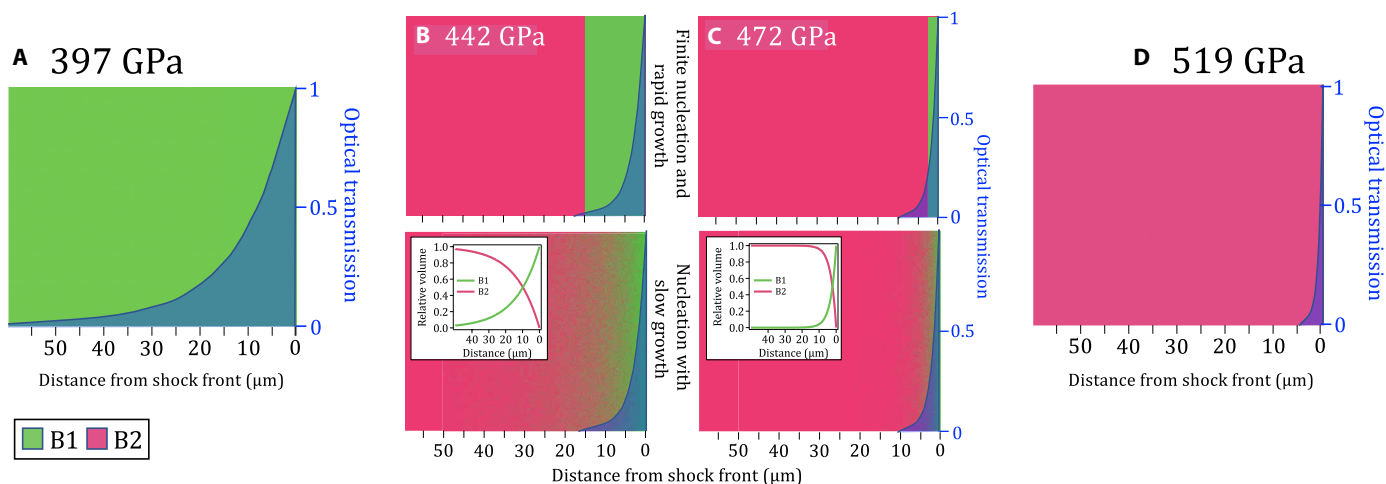 A 397 GPa
1
0.5
0
Optical transmission
50 40 30 20 10 0
Distance from shock front (µm)
B1 B2
B 442 GPa
Finite nucleation and
rapid growth
C 472 GPa
1
0.5
0
Optical transmission
1.0
0.8
0.6
0.4
0.2
0.0
Relative volume
B1
B2
40 30 20 10 0
Distance (µm)
Nucleation with
slow growth
1.0
0.8
0.6
0.4
0.2
0.0
Relative volume
B1
B2
40 30 20 10 0
Distance (µm)
0.5
0
50 40 30 20 10 0
50 40 30 20 10 0
Distance from shock front (µm)
D 519 GPa
1
0.5
0
Optical transmission
50 40 30 20 10 0
Distance from shock front (µm)